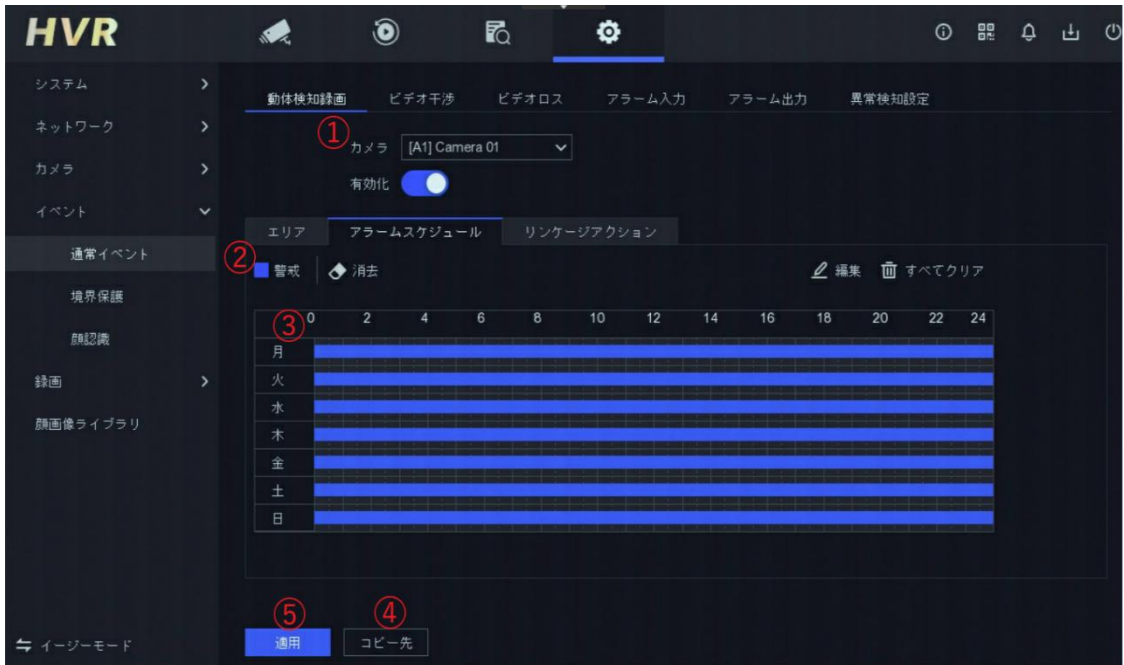 HVR
システム
ネットワーク
カメラ
イベント
通常イベント
境界保護
顔認識
録画
顔画像ライブラリ
イージーモード
動体検知録画 ビデオ干渉 ビデオロス アラーム入力 アラーム出力 異常検知設定
①
カメラ [A1] Camera 01
有効化
エリア アラームスケジュール リンケージアクション
②
警戒 消去 編集 すべてクリア
③
0 2 4 6 8 10 12 14 16 18 20 22 24
月
火
水
木
金
土
日
⑤ ④
適用 コピー先